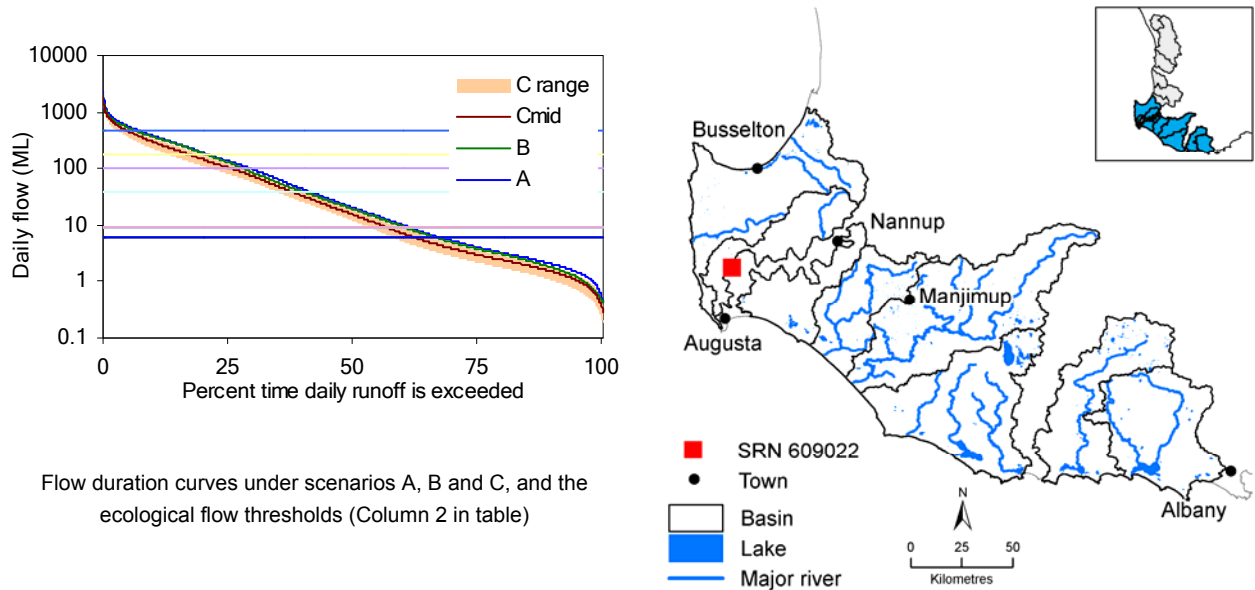 10000
1000
100
10
1
0.1
Daily flow (ML)
0
25
50
75
100
Percent time daily runoff is exceeded
C range
Cmid
B
A
Flow duration curves under scenarios A, B and C, and the
ecological flow thresholds (Column 2 in table)
Busselton
Nannup
Manjimup
Augusta
Albany
SRN 609022
Town
Basin
Lake
Major river
N
0 25 50
Kilometres